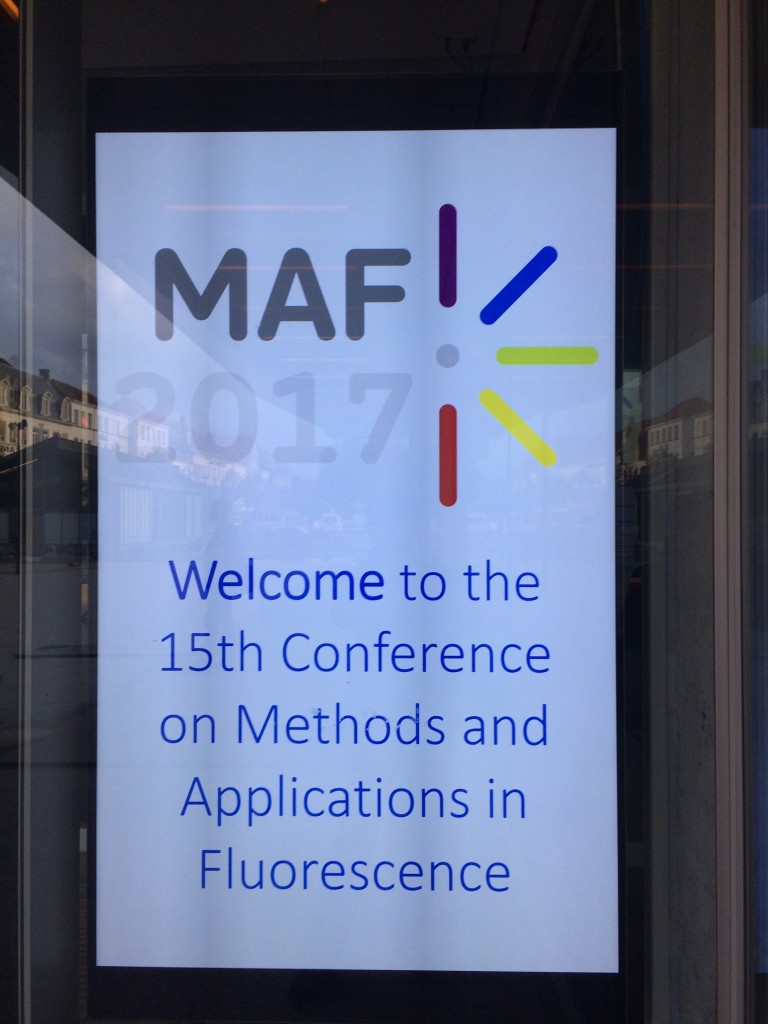 MAF
2017
Welcome to the
15th Conference
on Methods and
Applications in
Fluorescence